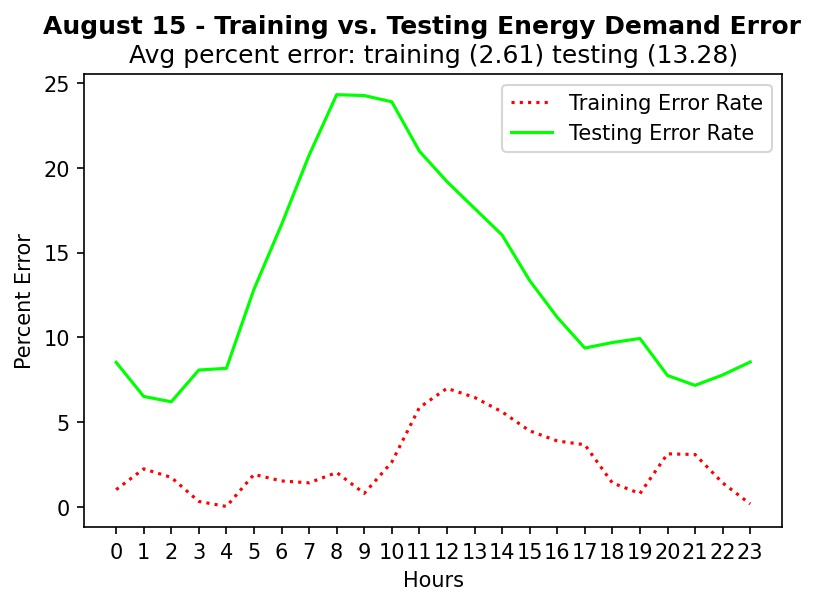 August 15 - Training vs. Testing Energy Demand Error
Avg percent error: training (2.61) testing (13.28)
25
20
15
10
5
0
Percent Error
Training Error Rate
Testing Error Rate
0 1 2 3 4 5 6 7 8 9 10 11 12 13 14 15 16 17 18 19 20 21 22 23
Hours